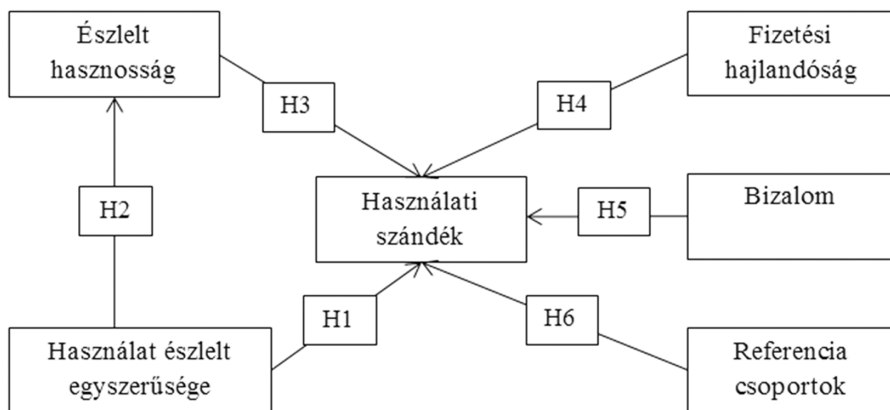 Észlelt
hasznosság
Fizetési
hajlandóság
H3
H4
Használati
szándék
H2
H5
Bizalom
H1
H6
Használat észlelt
egyszerűsége
Referencia
csoportok